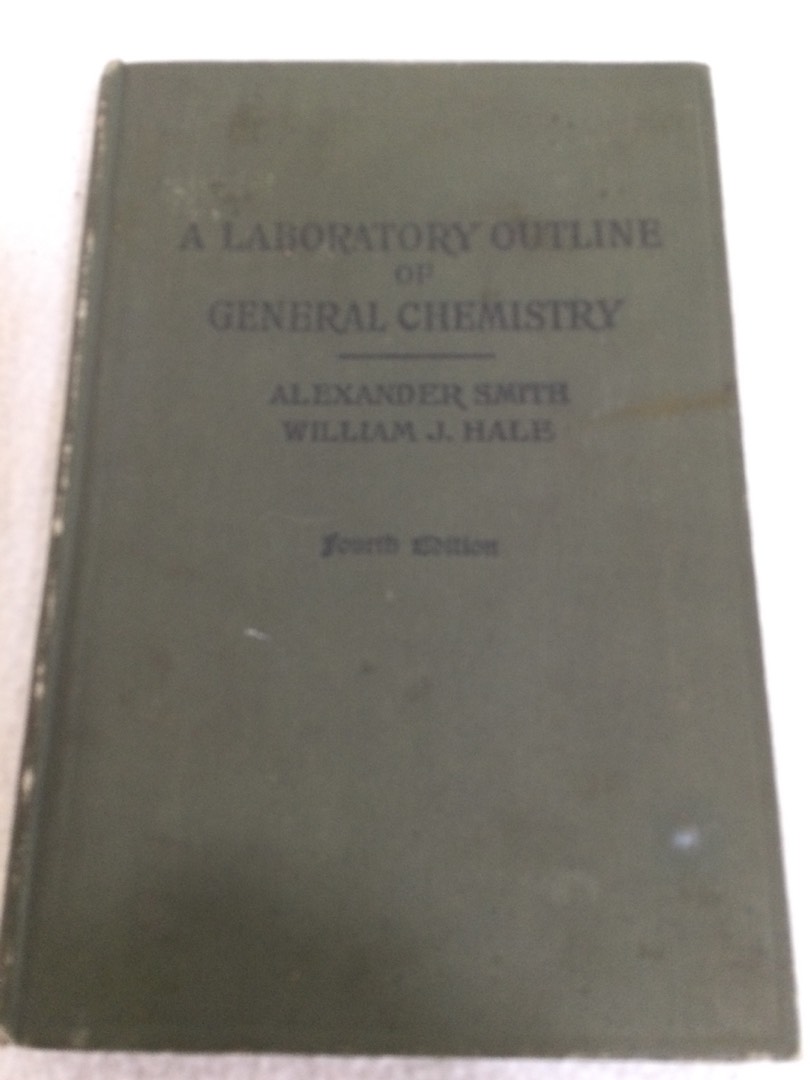 A LABORATORY OUTLINE
OF
GENERAL CHEMISTRY
ALEXANDER SMITH
WILLIAM J. HALE
Fourth Edition